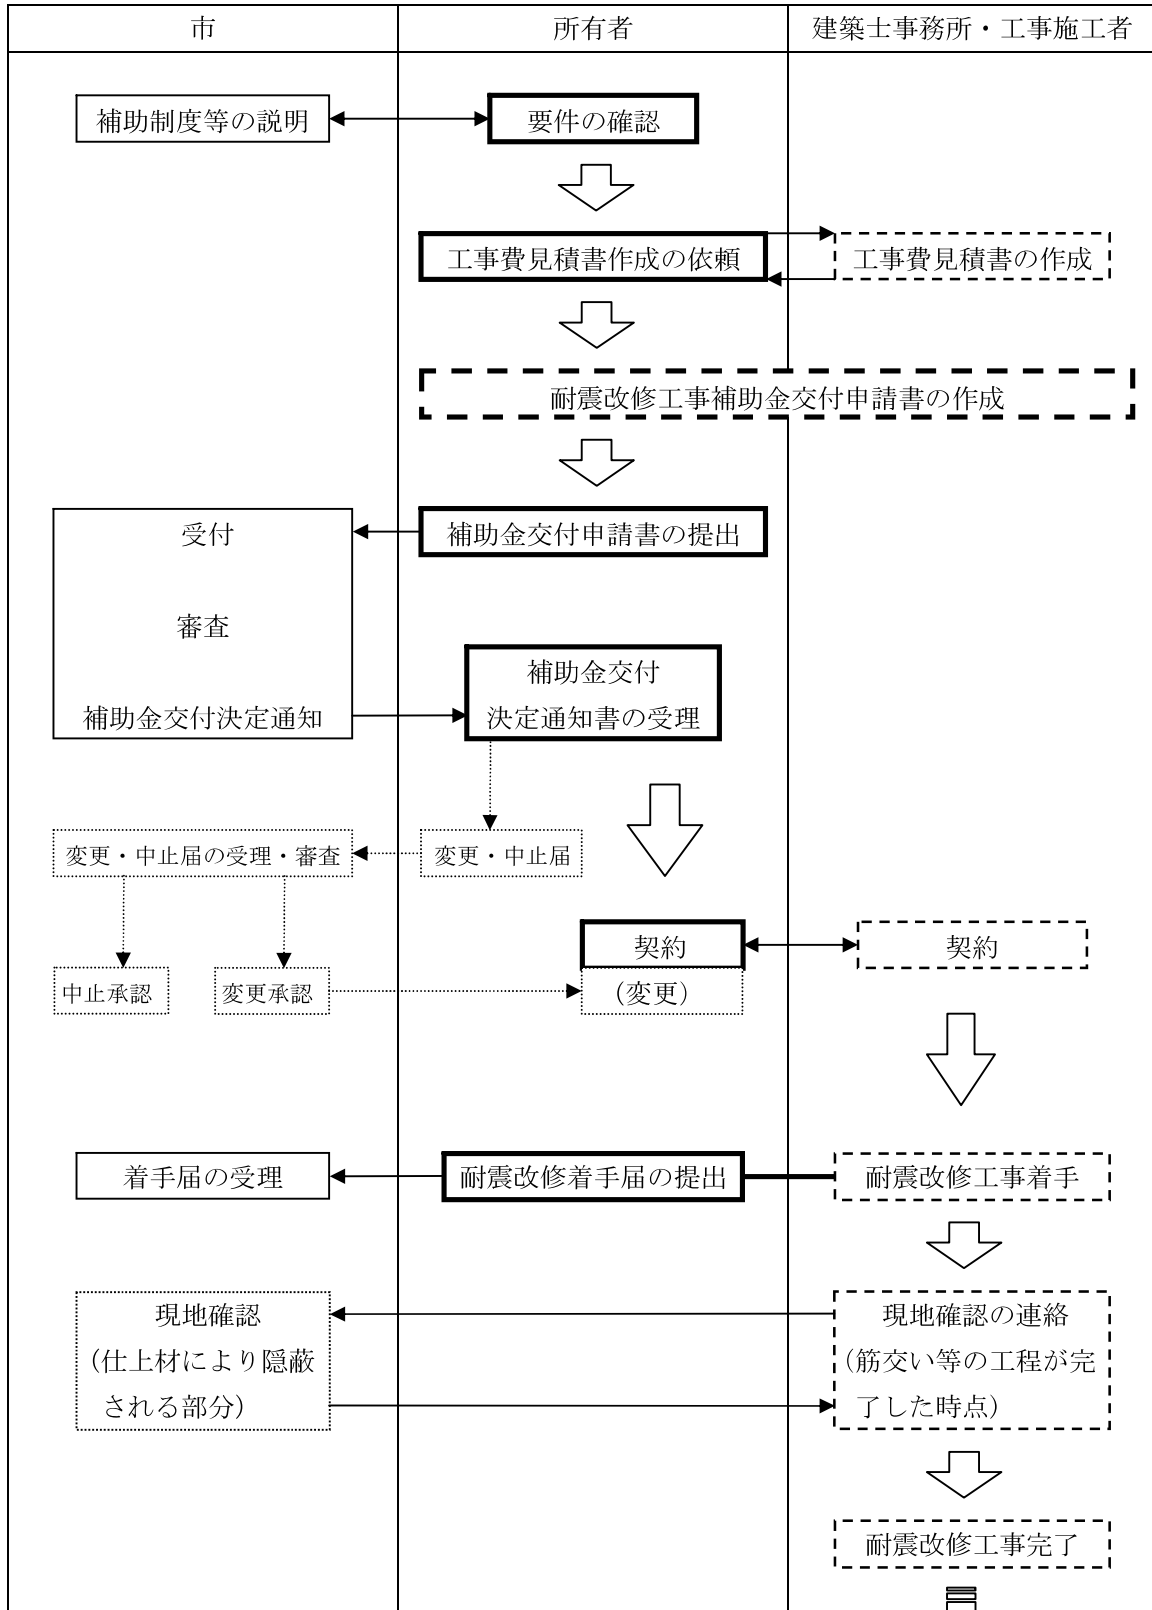 市
所有者
建築士事務所・工事施工者
補助制度等の説明
要件の確認
工事費見積書作成の依頼
工事費見積書の作成
耐震改修工事補助金交付申請書の作成
受付
補助金交付申請書の提出
審査
補助金交付決定通知
補助金交付
決定通知書の受理
変更・中止届の受理・審査
変更・中止届
契約
契約
中止承認
変更承認
（変更）
着手届の受理
耐震改修着手届の提出
耐震改修工事着手
現地確認
（仕上材により隠蔽
される部分）
現地確認の連絡
（筋交い等の工程が完
了した時点）
耐震改修工事完了